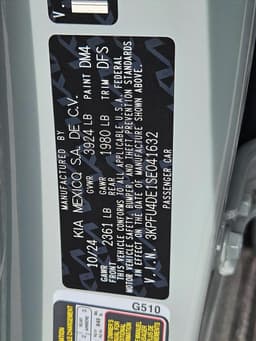 MANUFACTURED BY
KIA MEXICO S.A. DE C.V.
10/24 GVWR 3924 LB PAINT DM4
GAWR FRONT 2361 LB GAWR REAR 1980 LB TRIM DFS
THIS VEHICLE CONFORMS TO ALL APPLICABLE U.S.A. FEDERAL
MOTOR VEHICLE SAFETY, BUMPER, AND THEFT PREVENTION STANDARDS
IN EFFECT ON THE DATE OF MANUFACTURE SHOWN ABOVE.
V.I.N. : 3KPFU4DE1SE041632
PASSENGER CAR
G510
V.I